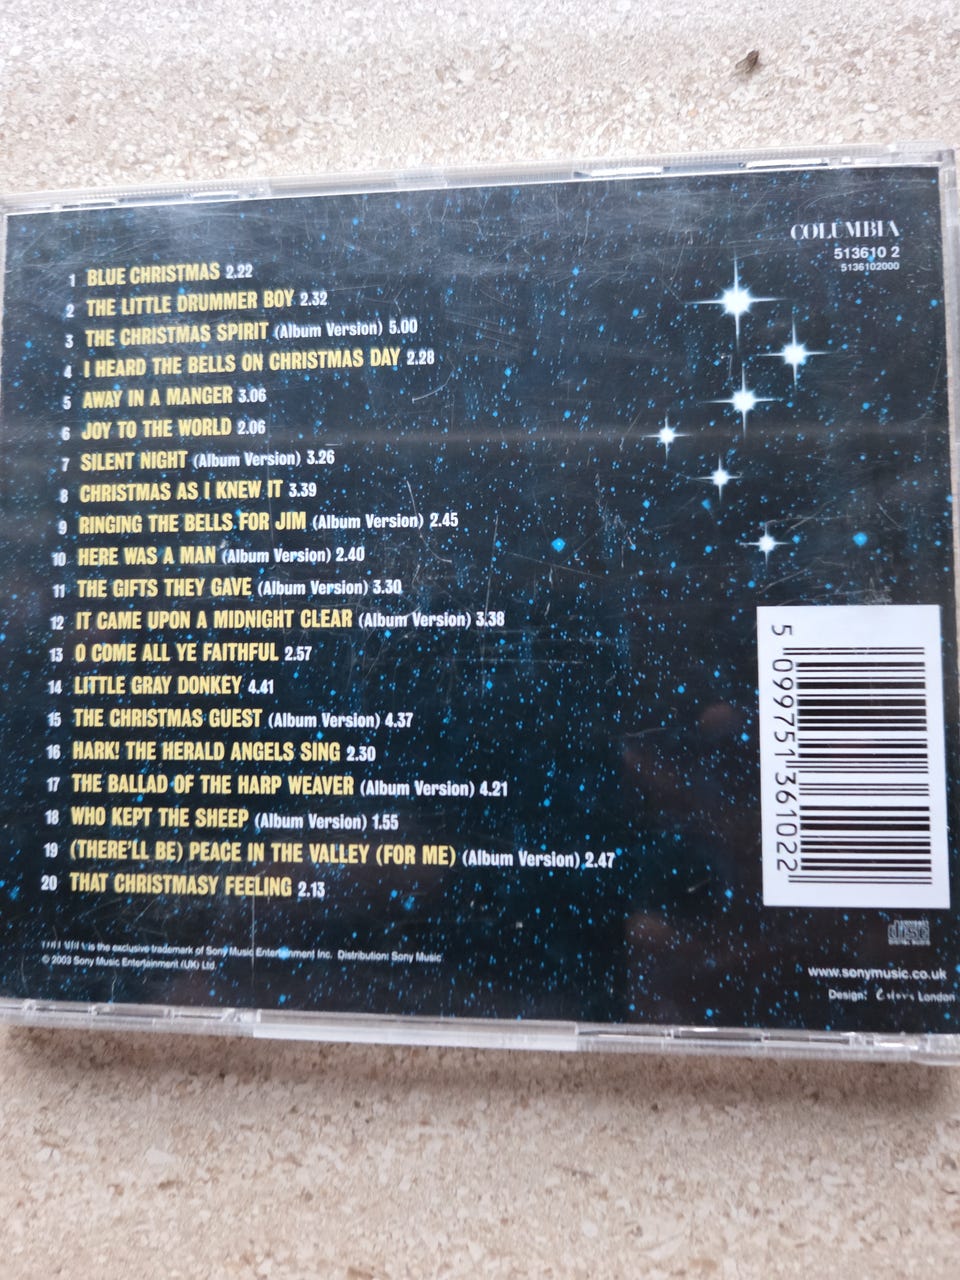 COLUMBIA
513610 2
5136102000
1 BLUE CHRISTMAS 2.22
2 THE LITTLE DRUMMER BOY 2.32
3 THE CHRISTMAS SPIRIT (Album Version) 5.00
4 I HEARD THE BELLS ON CHRISTMAS DAY 2.28
5 AWAY IN A MANGER 3.06
6 JOY TO THE WORLD 2.06
7 SILENT NIGHT (Album Version) 3.26
8 CHRISTMAS AS I KNEW IT 3.39
9 RINGING THE BELLS FOR JIM (Album Version) 2.45
10 HERE WAS A MAN (Album Version) 2.40
11 THE GIFTS THEY GAVE (Album Version) 3.30
12 IT CAME UPON A MIDNIGHT CLEAR (Album Version) 3.38
13 O COME ALL YE FAITHFUL 2.57
14 LITTLE GRAY DONKEY 4.41
15 THE CHRISTMAS GUEST (Album Version) 4.37
16 HARK! THE HERALD ANGELS SING 2.30
17 THE BALLAD OF THE HARP WEAVER (Album Version) 4.21
18 WHO KEPT THE SHEEP (Album Version) 1.55
19 (THERE'LL BE) PEACE IN THE VALLEY (FOR ME) (Album Version) 2.47
20 THAT CHRISTMASY FEELING 2.13
5 099751 361022
is the exclusive trademark of Sony Music Entertainment Inc. Distribution: Sony Music
© 2003 Sony Music Entertainment (UK) Ltd.
disc
www.sonymusic.co.uk
Design: London